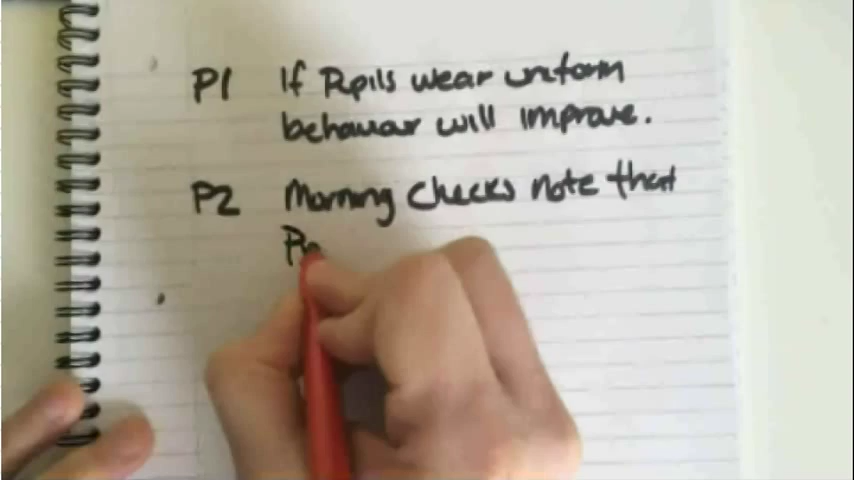 P1 If Pupils wear uniform
behaviour will improve.
P2 Morning checks note that